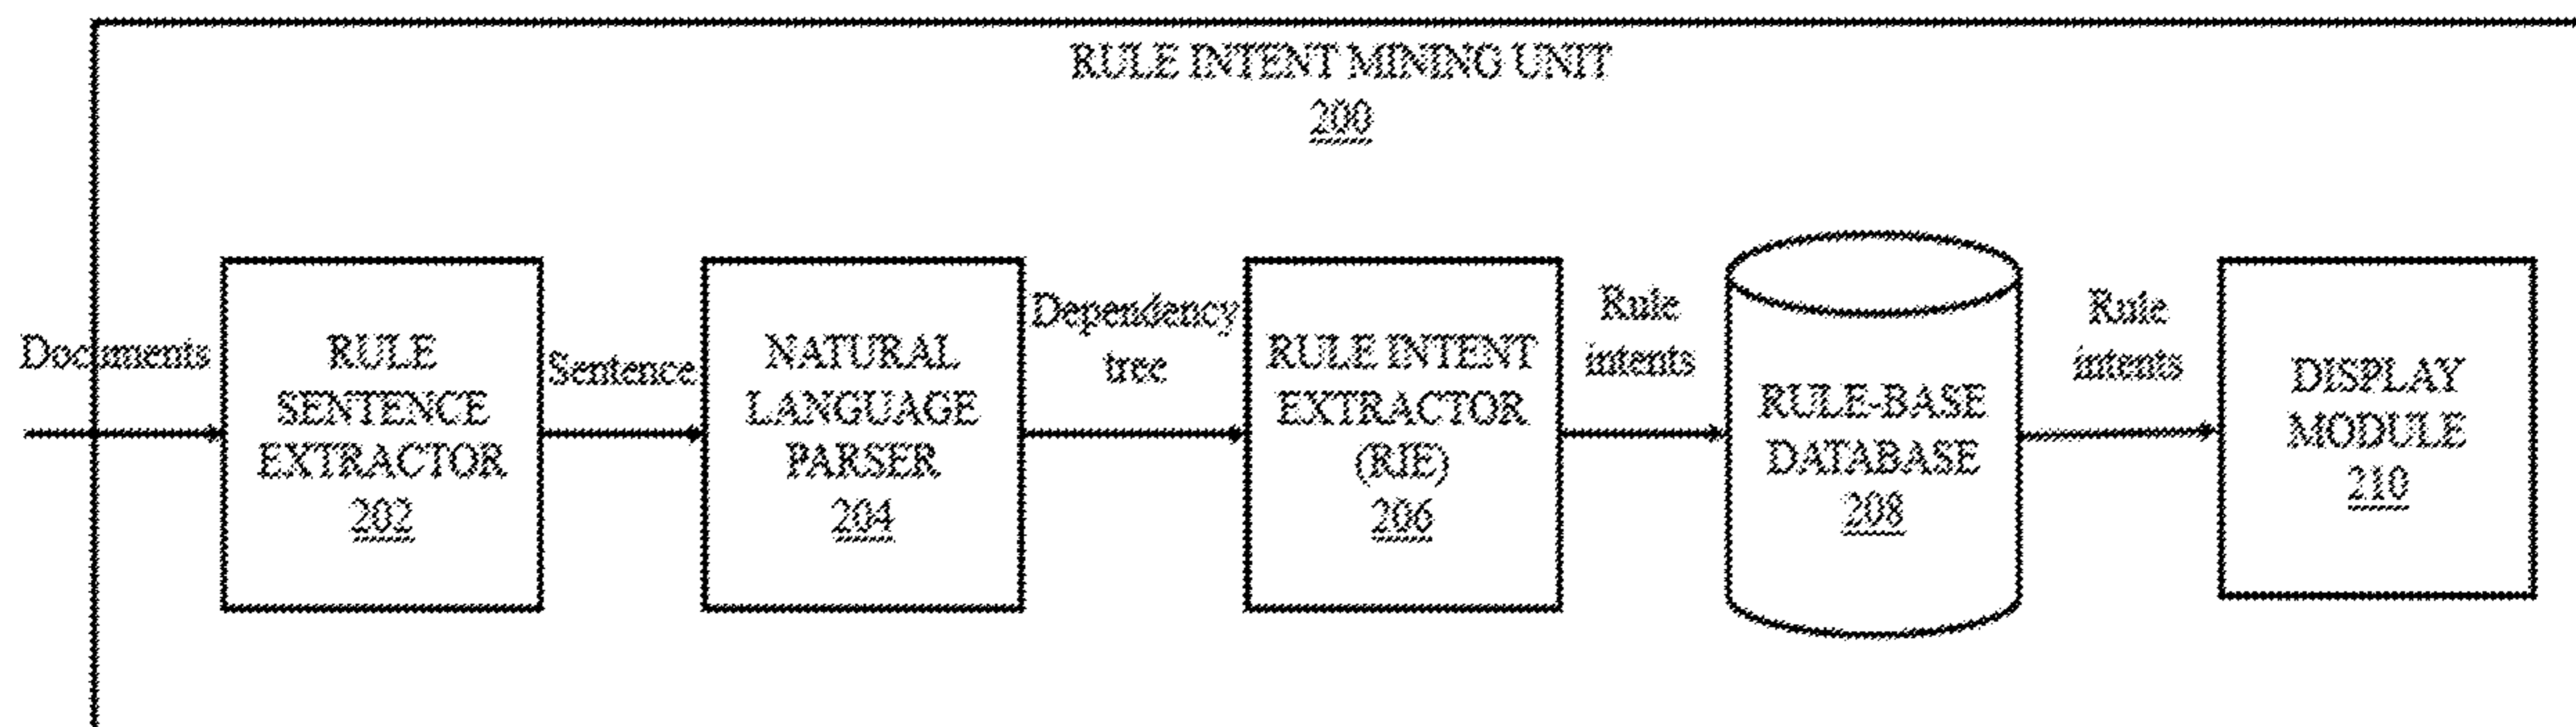 RULE INTENT MINING UNIT
200
Documents
RULE
SENTENCE
EXTRACTOR
202
Sentence
NATURAL
LANGUAGE
PARSER
204
Dependancy
tree
RULE INTENT
EXTRACTOR
(RIE)
206
Rule
intents
RULE-BASE
DATABASE
208
Rule
intents
DISPLAY
MODULE
210